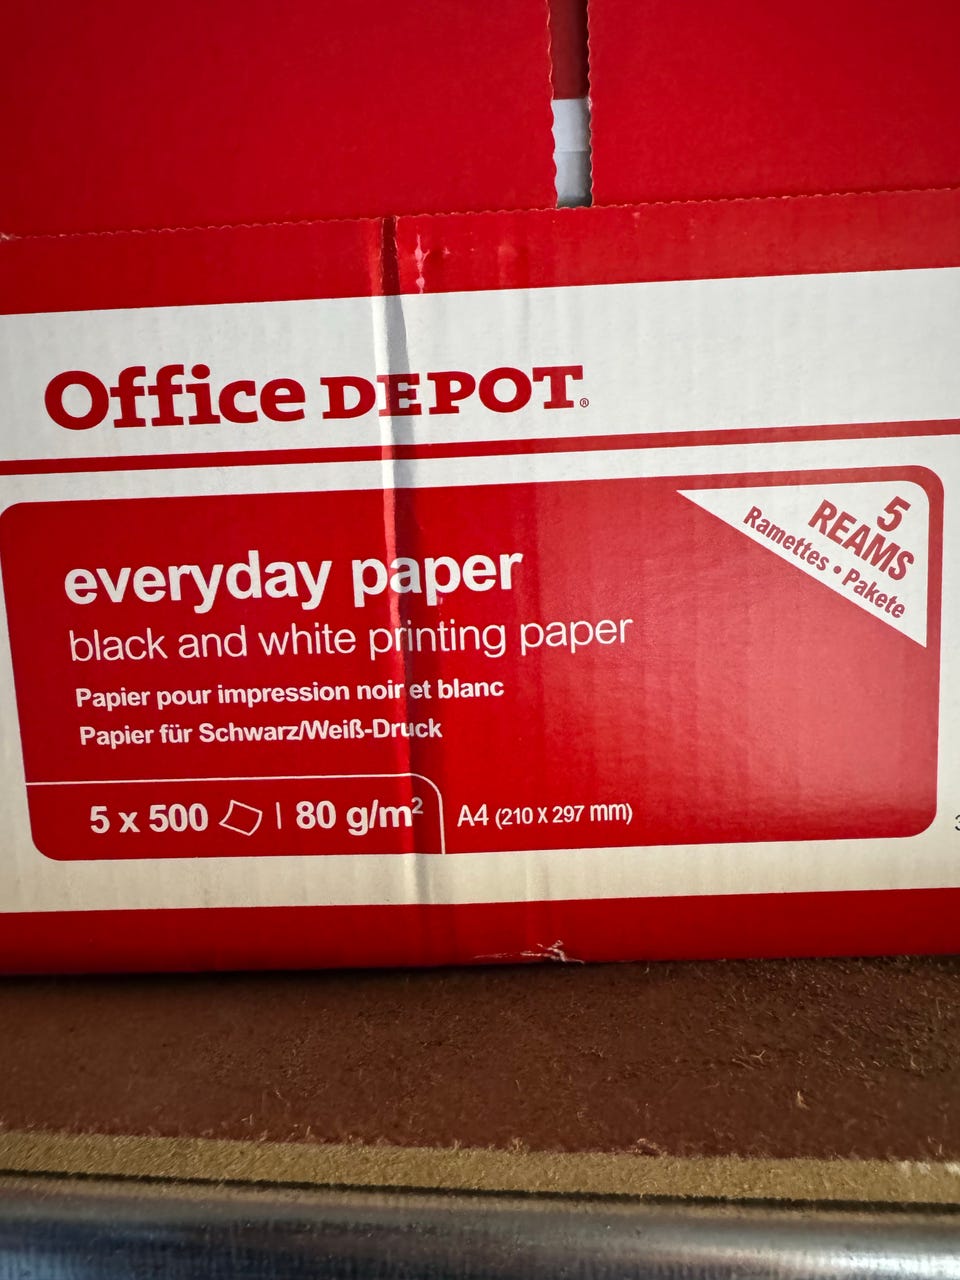 Office DEPOT®
5
REAMS
Ramettes • Pakete
everyday paper
black and white printing paper
Papier pour impression noir et blanc
Papier für Schwarz/Weiß-Druck
5 x 500 | 80 g/m² A4 (210 X 297 mm)